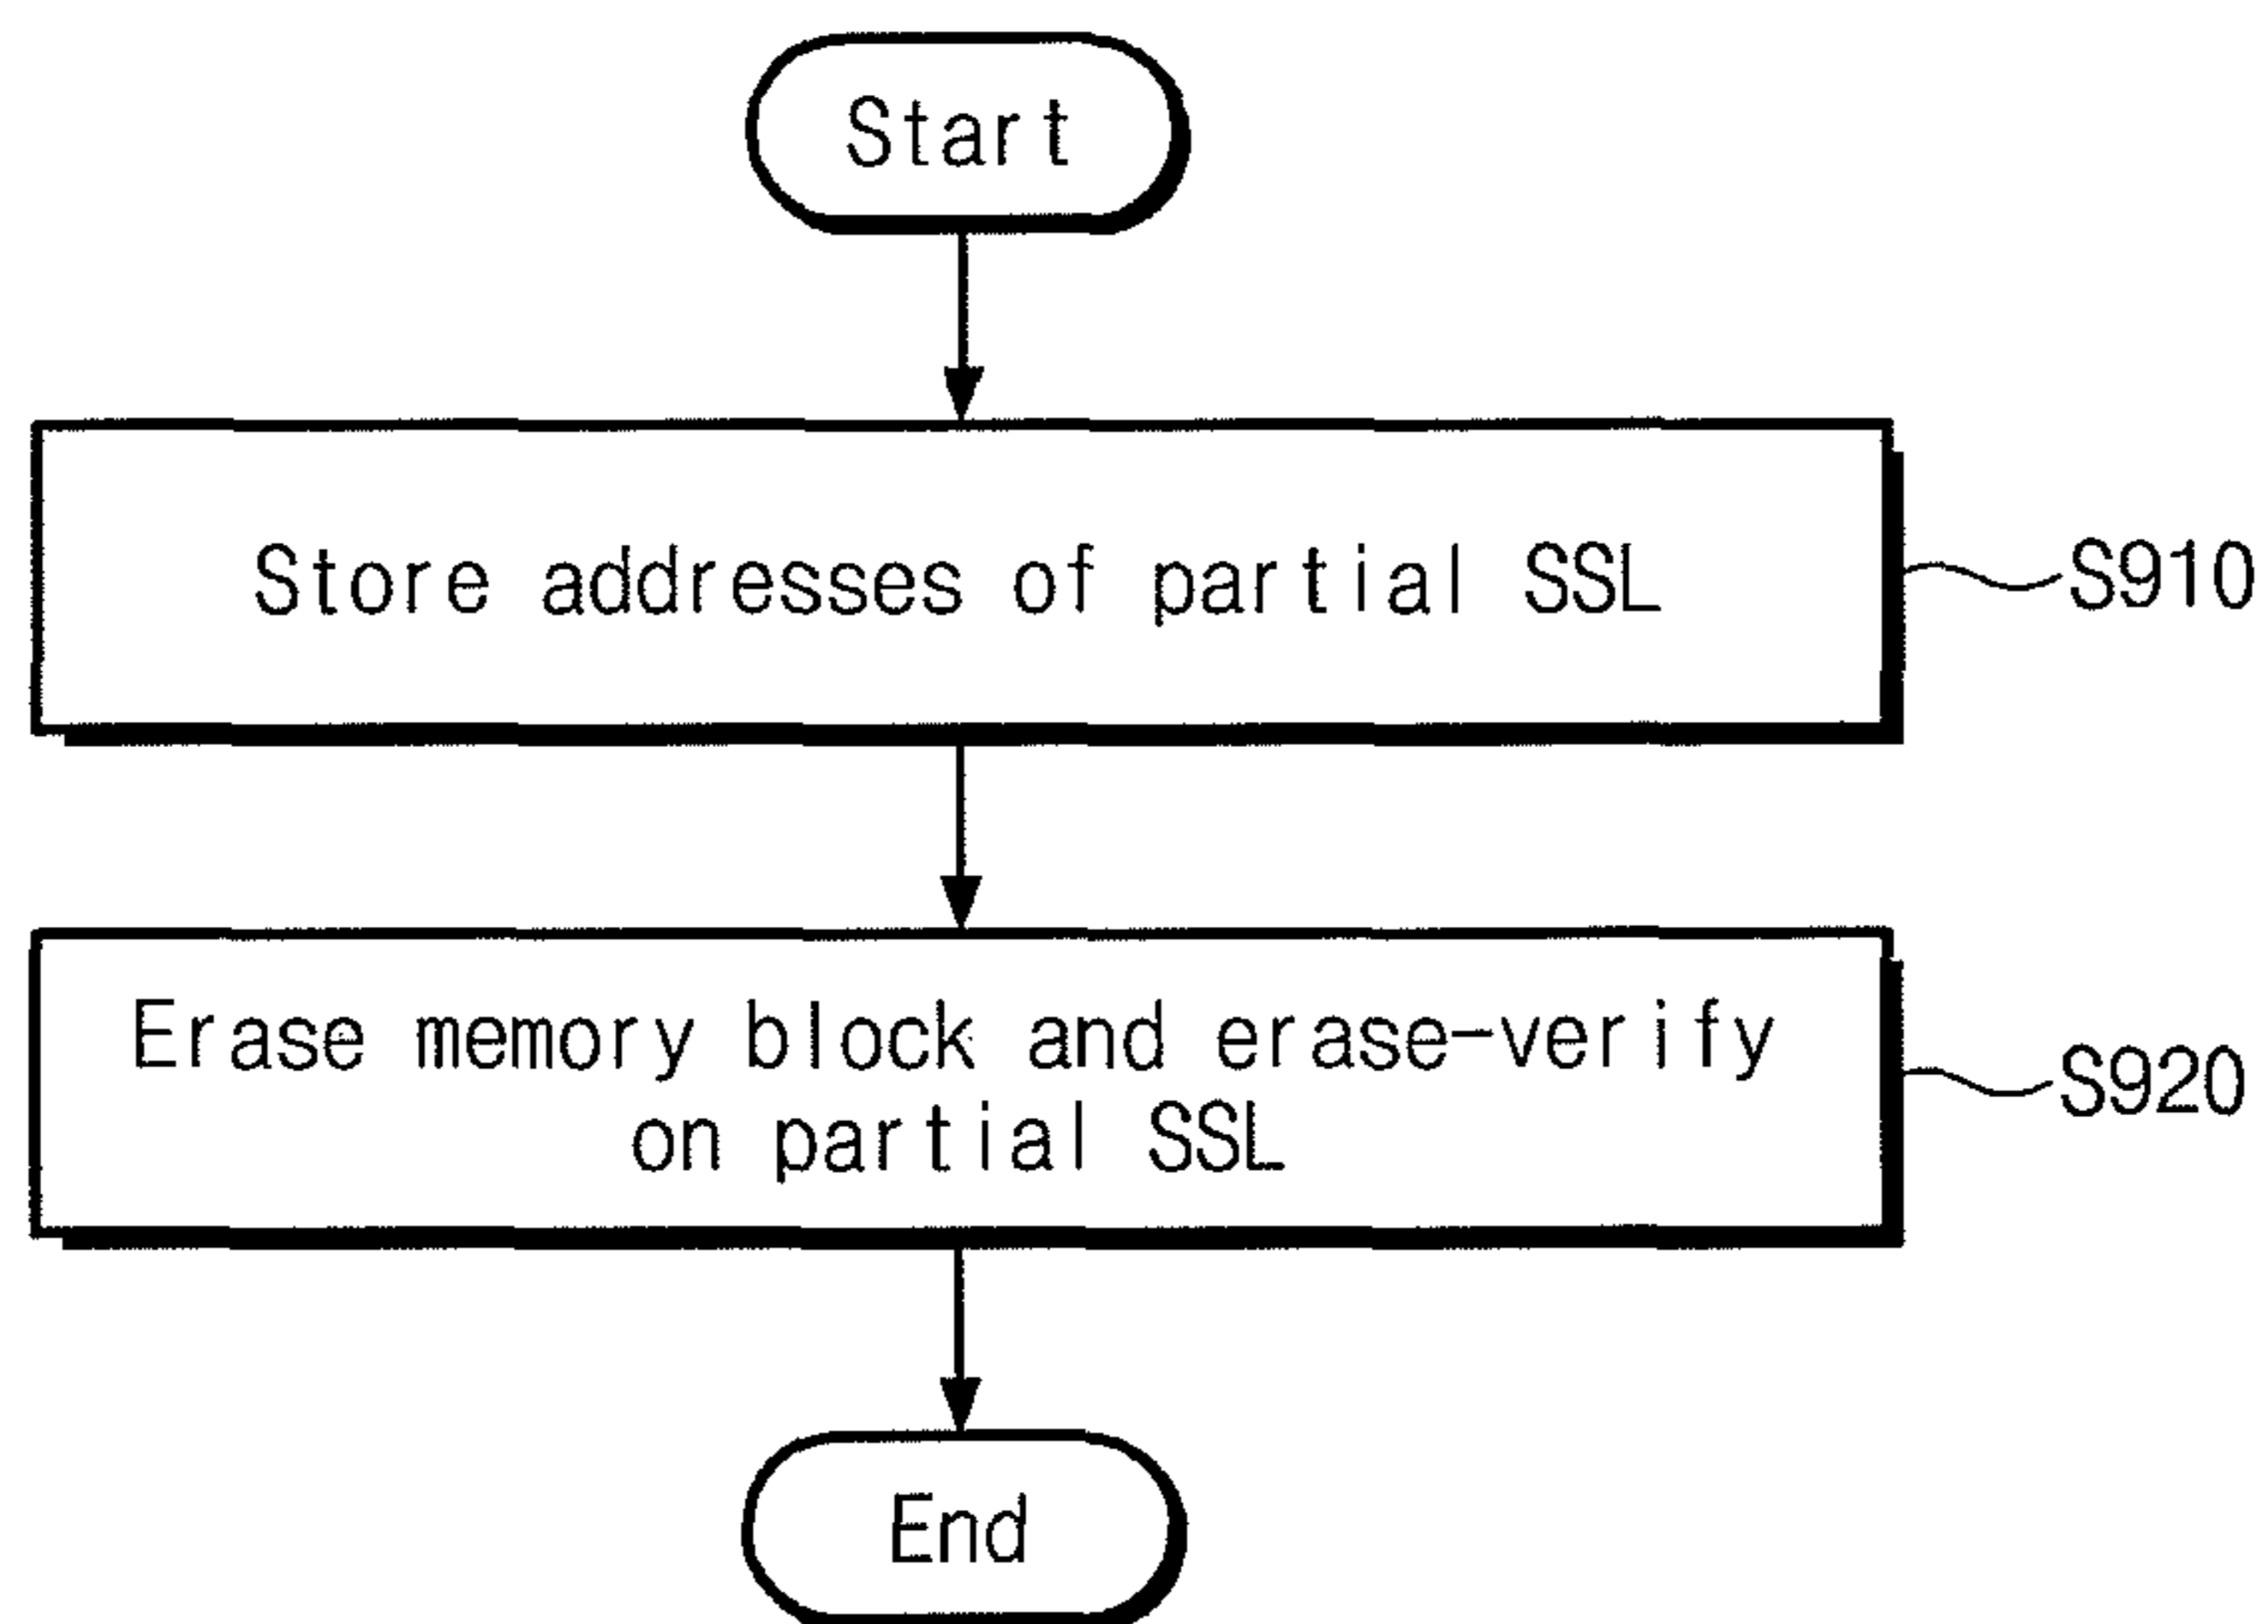 Start
Store addresses of partial SSL
S910
Erase memory block and erase-verify
on partial SSL
S920
End